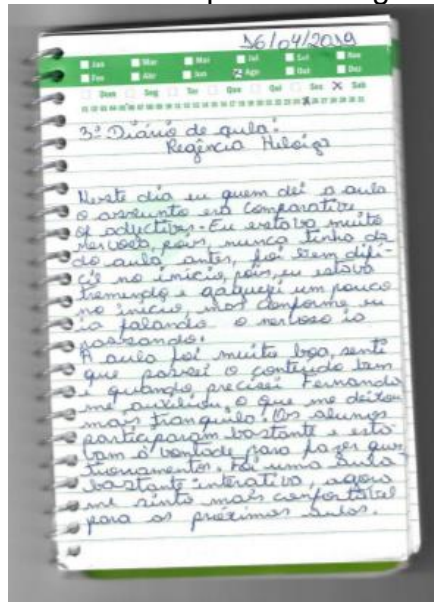 16/04/2019
Jan Mar Mai Jul Set Nov
Fev Abr Jun Ago Out Dez
Dom Seg Ter Qua Qui Sex Sab
3º Diário de aula:
Regência Heloiza
Neste dia eu quem dei a aula
o assunto era comparative
of adjectives. Eu estava muito
nervosa, pois, nunca tinha da
do aula antes, foi bem difí-
cil no início, pois, eu estava
tremendo e gaguejei um pouco
no início, mas conforme eu
ia falando o nervoso ia
passando.
A aula foi muito boa, senti
que passei o conteúdo bem
e quando precisei Fernanda
me auxiliou, o que me deixou
mais tranquila. Os alunos
participaram bastante e esta
vam à vontade para fazer ques
tionamentos. Foi uma aula
bastante interativa, agora
me sinto mais confortável
para as próximas aulas.